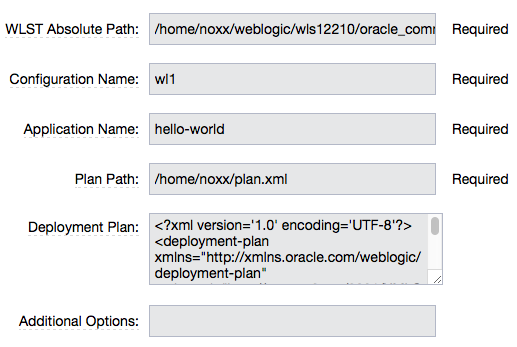 WLST Absolute Path: /home/noxx/weblogic/wls12210/oracle_comm Required
Configuration Name: wl1 Required
Application Name: hello-world Required
Plan Path: /home/noxx/plan.xml Required
Deployment Plan: <?xml version='1.0' encoding='UTF-8'?>
<deployment-plan
xmlns="http://xmlns.oracle.com/weblogic/
deployment-plan"
Additional Options: